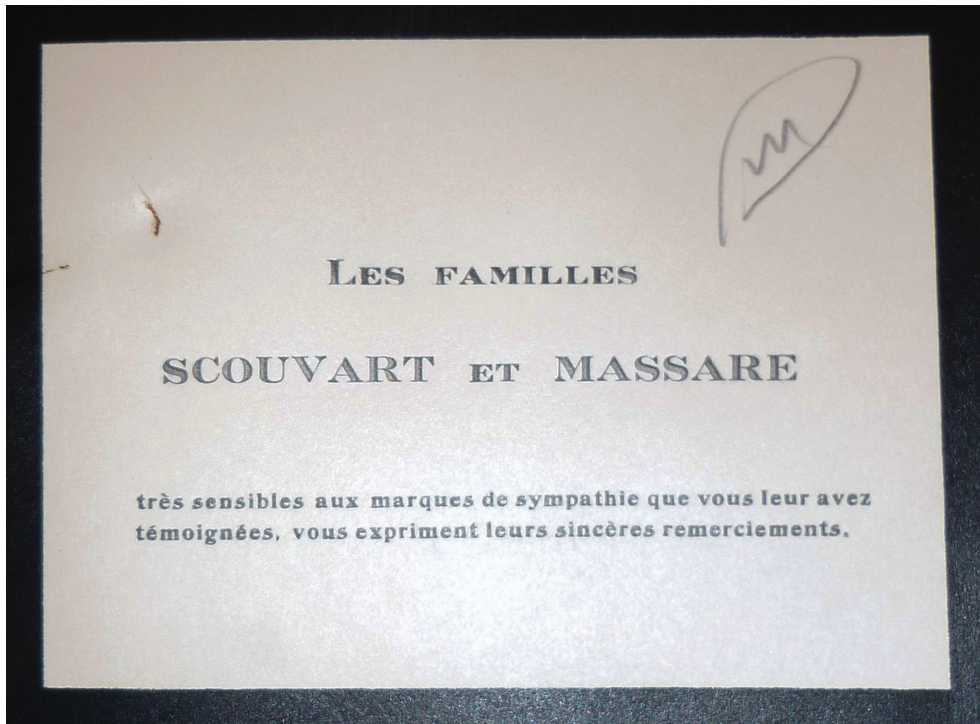 LES FAMILLES
SCOUVART ET MASSARE
très sensibles aux marques de sympathie que vous leur avez
témoignées, vous expriment leurs sincères remerciements.